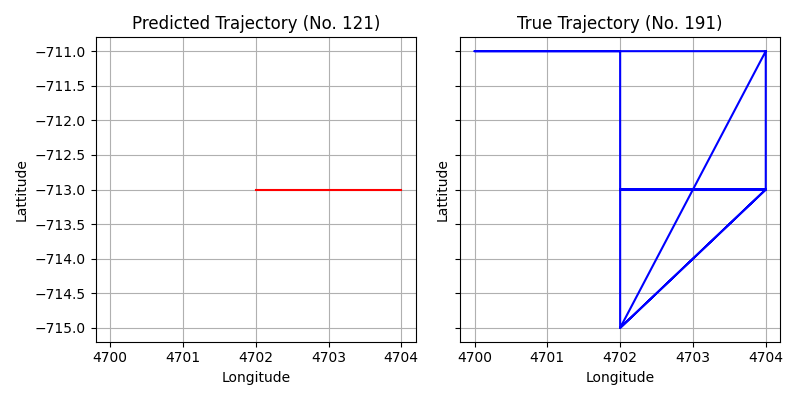 Predicted Trajectory (No. 121)
True Trajectory (No. 191)
Lattitude
−711.0
−711.5
−712.0
−712.5
−713.0
−713.5
−714.0
−714.5
−715.0
4700 4701 4702 4703 4704
Longitude
Lattitude
4700 4701 4702 4703 4704
Longitude